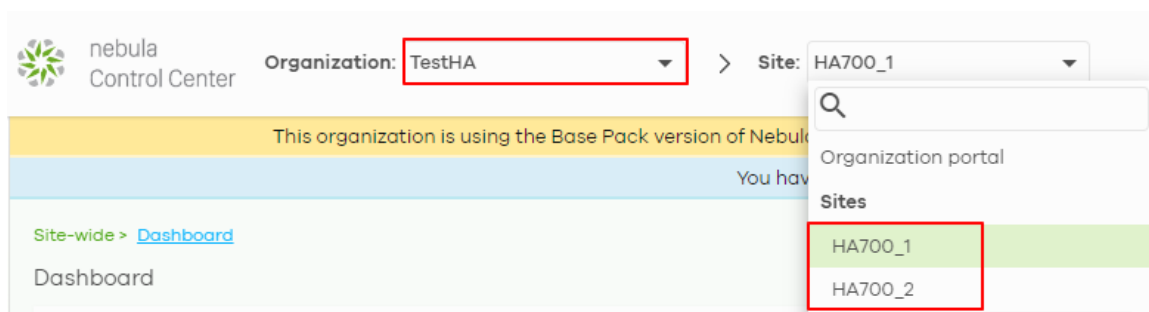 nebula
Control Center
Organization: TestHA > Site: HA700_1
This organization is using the Base Pack version of
Organization portal
You hav
Sites
Site-wide > Dashboard
HA700_1
Dashboard
HA700_2